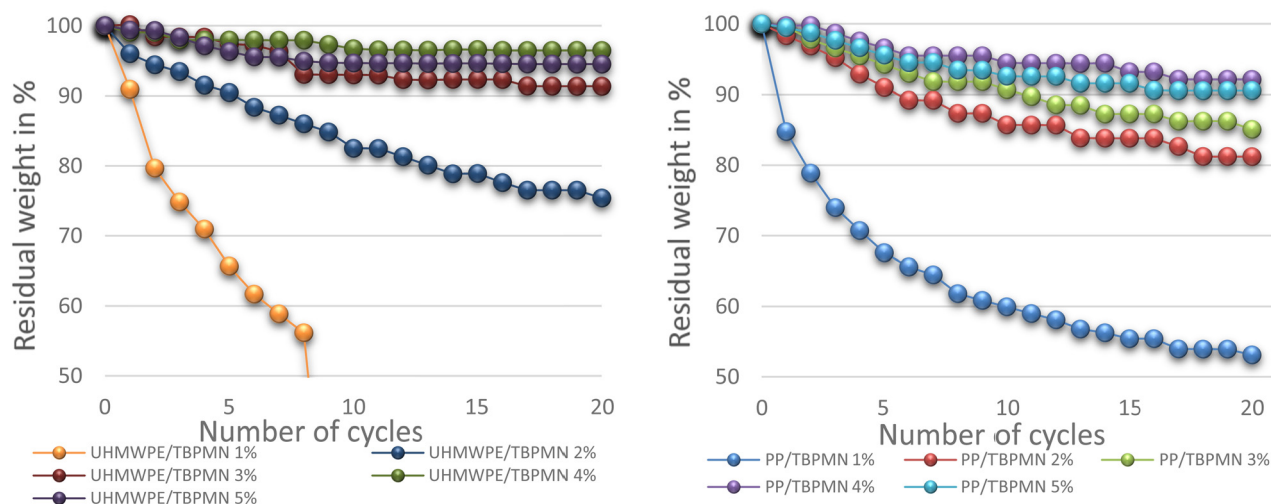 100
90
80
70
60
50
Residual weight in %
0 5 10 15 20
Number of cycles
UHMWPE/TBPMN 1% UHMWPE/TBPMN 2%
UHMWPE/TBPMN 3% UHMWPE/TBPMN 4%
UHMWPE/TBPMN 5%
100
90
80
70
60
50
Residual weight in %
0 5 10 15 20
Number of cycles
PP/TBPMN 1% PP/TBPMN 2% PP/TBPMN 3%
PP/TBPMN 4% PP/TBPMN 5%